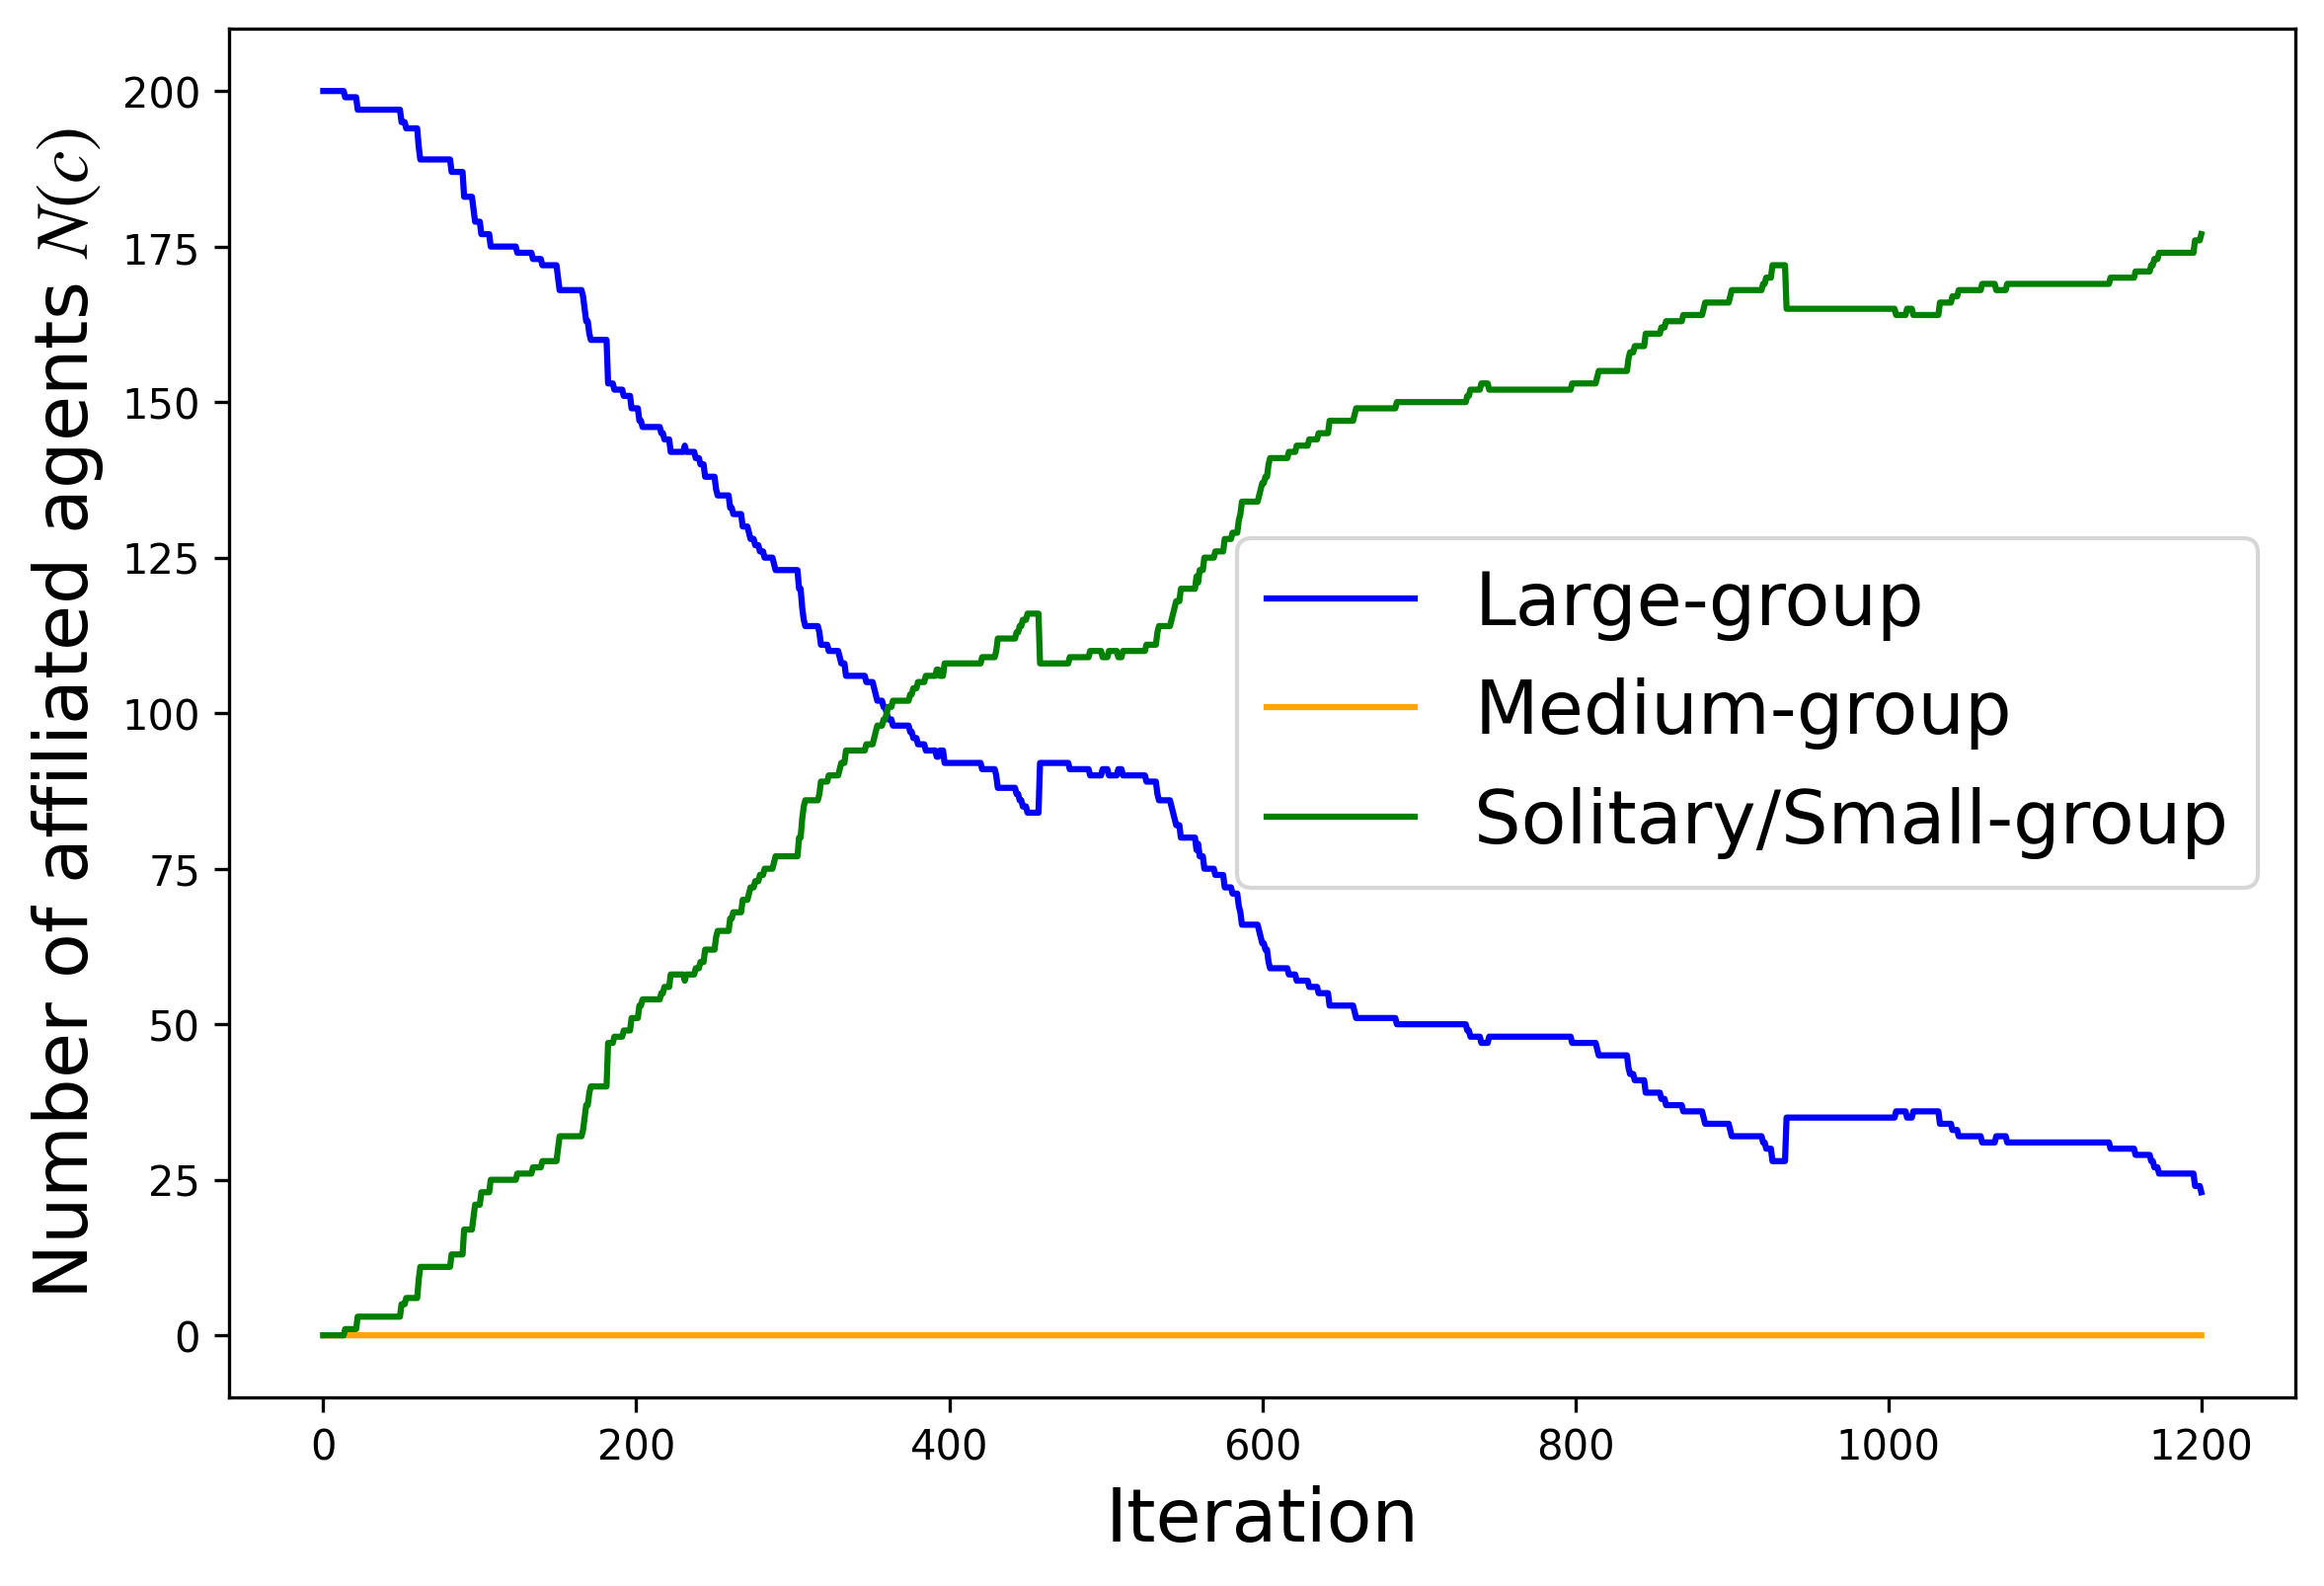 Number of affiliated agents N(c)
200
175
150
125
100
75
50
25
0
Large-group
Medium-group
Solitary/Small-group
0 200 400 600 800 1000 1200
Iteration